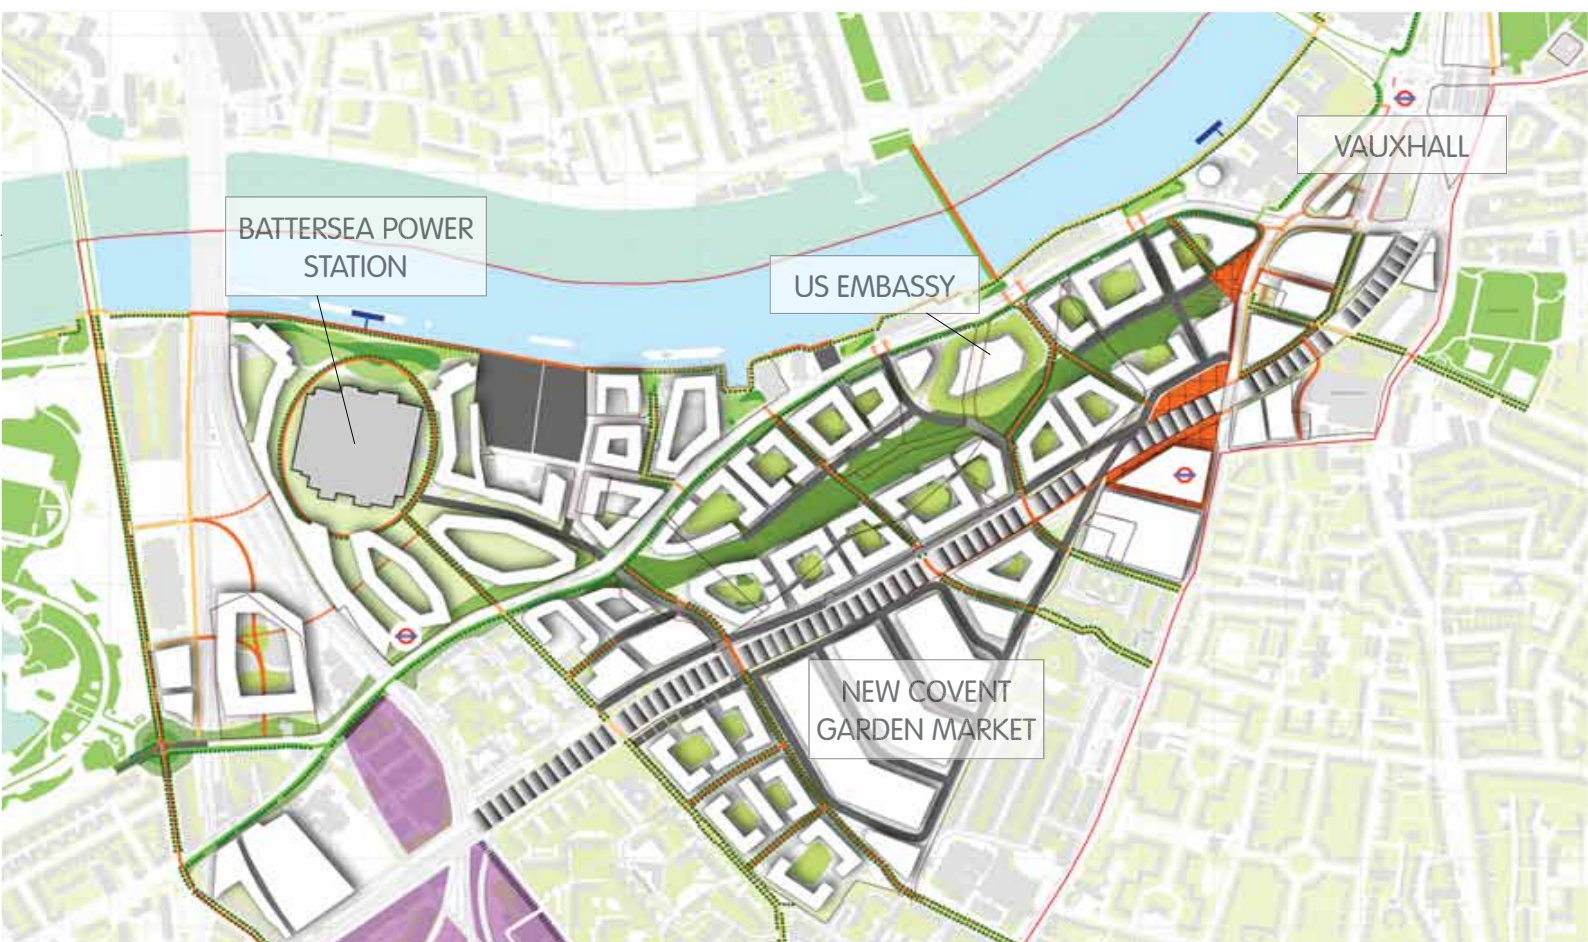 VAUXHALL
BATTERSEA POWER
STATION
US EMBASSY
NEW COVENT
GARDEN MARKET